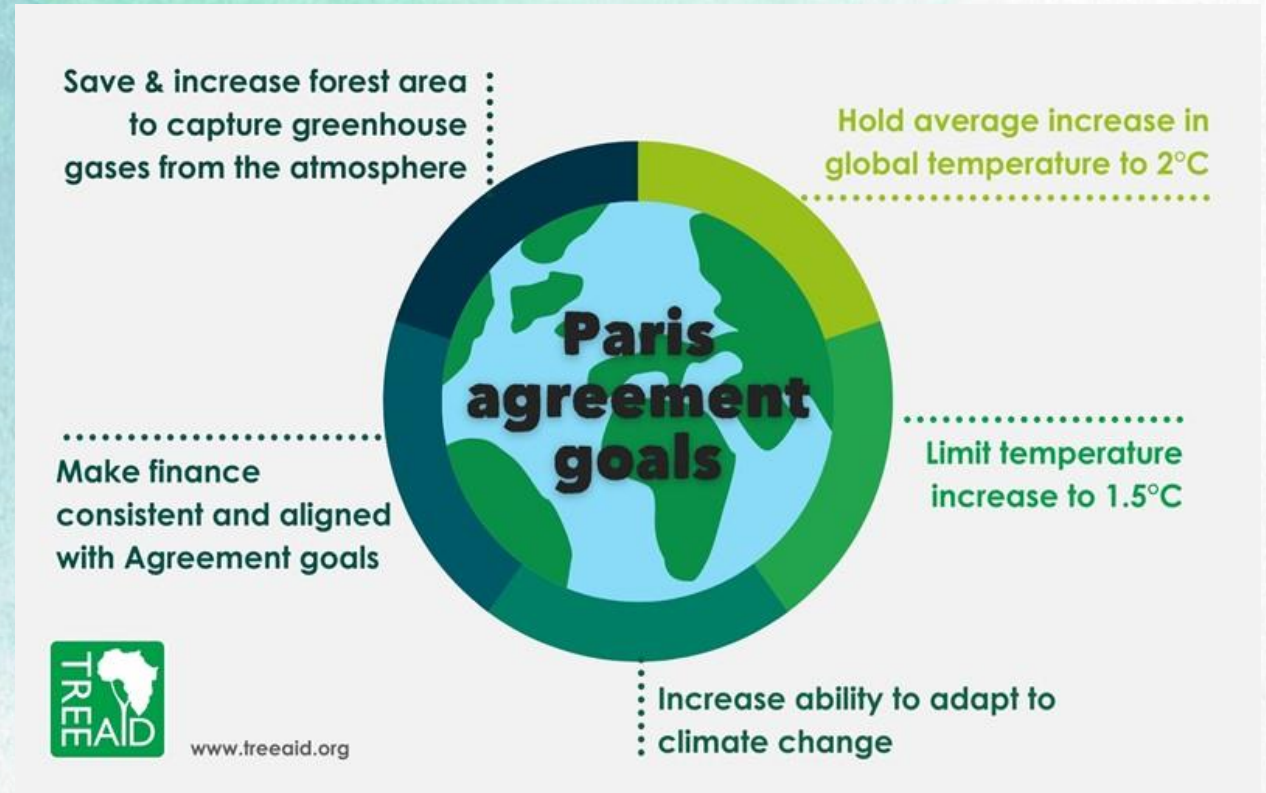 Save & increase forest area
to capture greenhouse
gases from the atmosphere
Hold average increase in
global temperature to 2°C
Paris
agreement
goals
Limit temperature
increase to 1.5°C
Make finance
consistent and aligned
with Agreement goals
Increase ability to adapt to
climate change
TREE
AID
www.treeaid.org